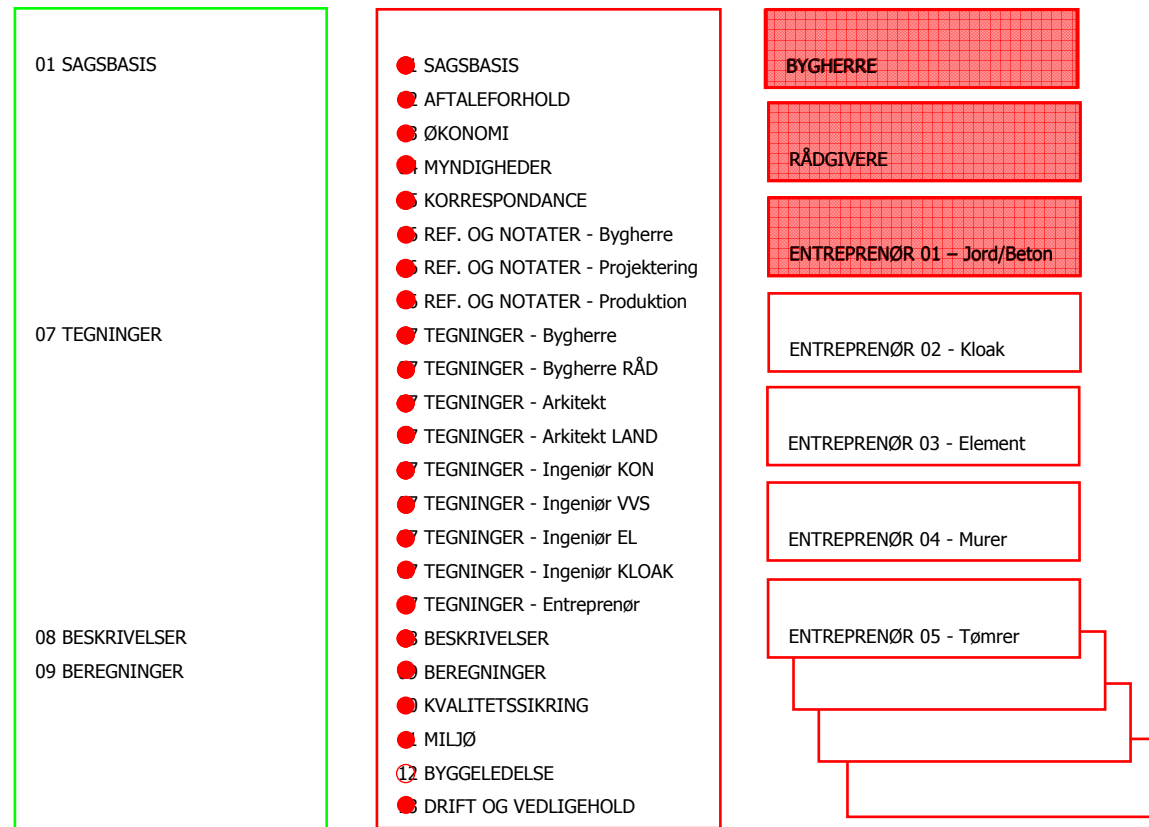 01 SAGSBASIS
07 TEGNINGER
08 BESKRIVELSER
09 BEREGNINGER
SAGSBASIS
AFTALEFORHOLD
ØKONOMI
MYNDIGHEDER
KORRESPONDANCE
REF. OG NOTATER - Bygherre
REF. OG NOTATER - Projektering
REF. OG NOTATER - Produktion
TEGNINGER - Bygherre
TEGNINGER - Bygherre RÅD
TEGNINGER - Arkitekt
TEGNINGER - Arkitekt LAND
TEGNINGER - Ingeniør KON
TEGNINGER - Ingeniør VVS
TEGNINGER - Ingeniør EL
TEGNINGER - Ingeniør KLOAK
TEGNINGER - Entreprenør
BESKRIVELSER
BEREGNINGER
KVALITETSSIKRING
MILJØ
12 BYGGELEDELSE
DRIFT OG VEDLIGEHOLD
BYGHERRE
RÅDGIVERE
ENTREPRENØR 01 – Jord/Beton
ENTREPRENØR 02 - Kloak
ENTREPRENØR 03 - Element
ENTREPRENØR 04 - Murer
ENTREPRENØR 05 - Tømrer